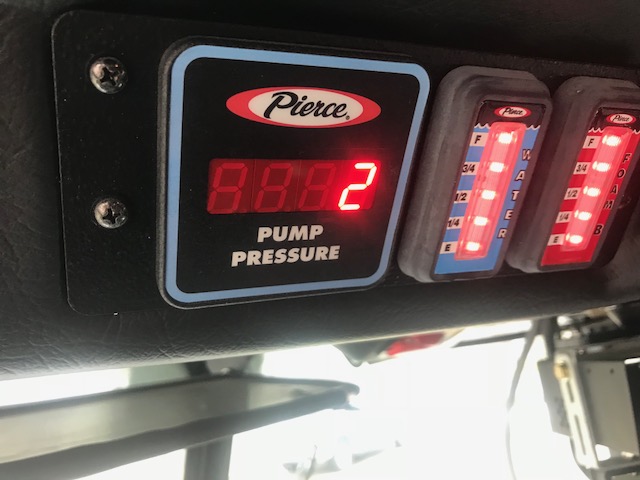 Pierce
2
PUMP
PRESSURE
Pierce
F
3/4
1/2
1/4
E
WATER
Pierce
F
3/4
1/2
1/4
E
FOAM B